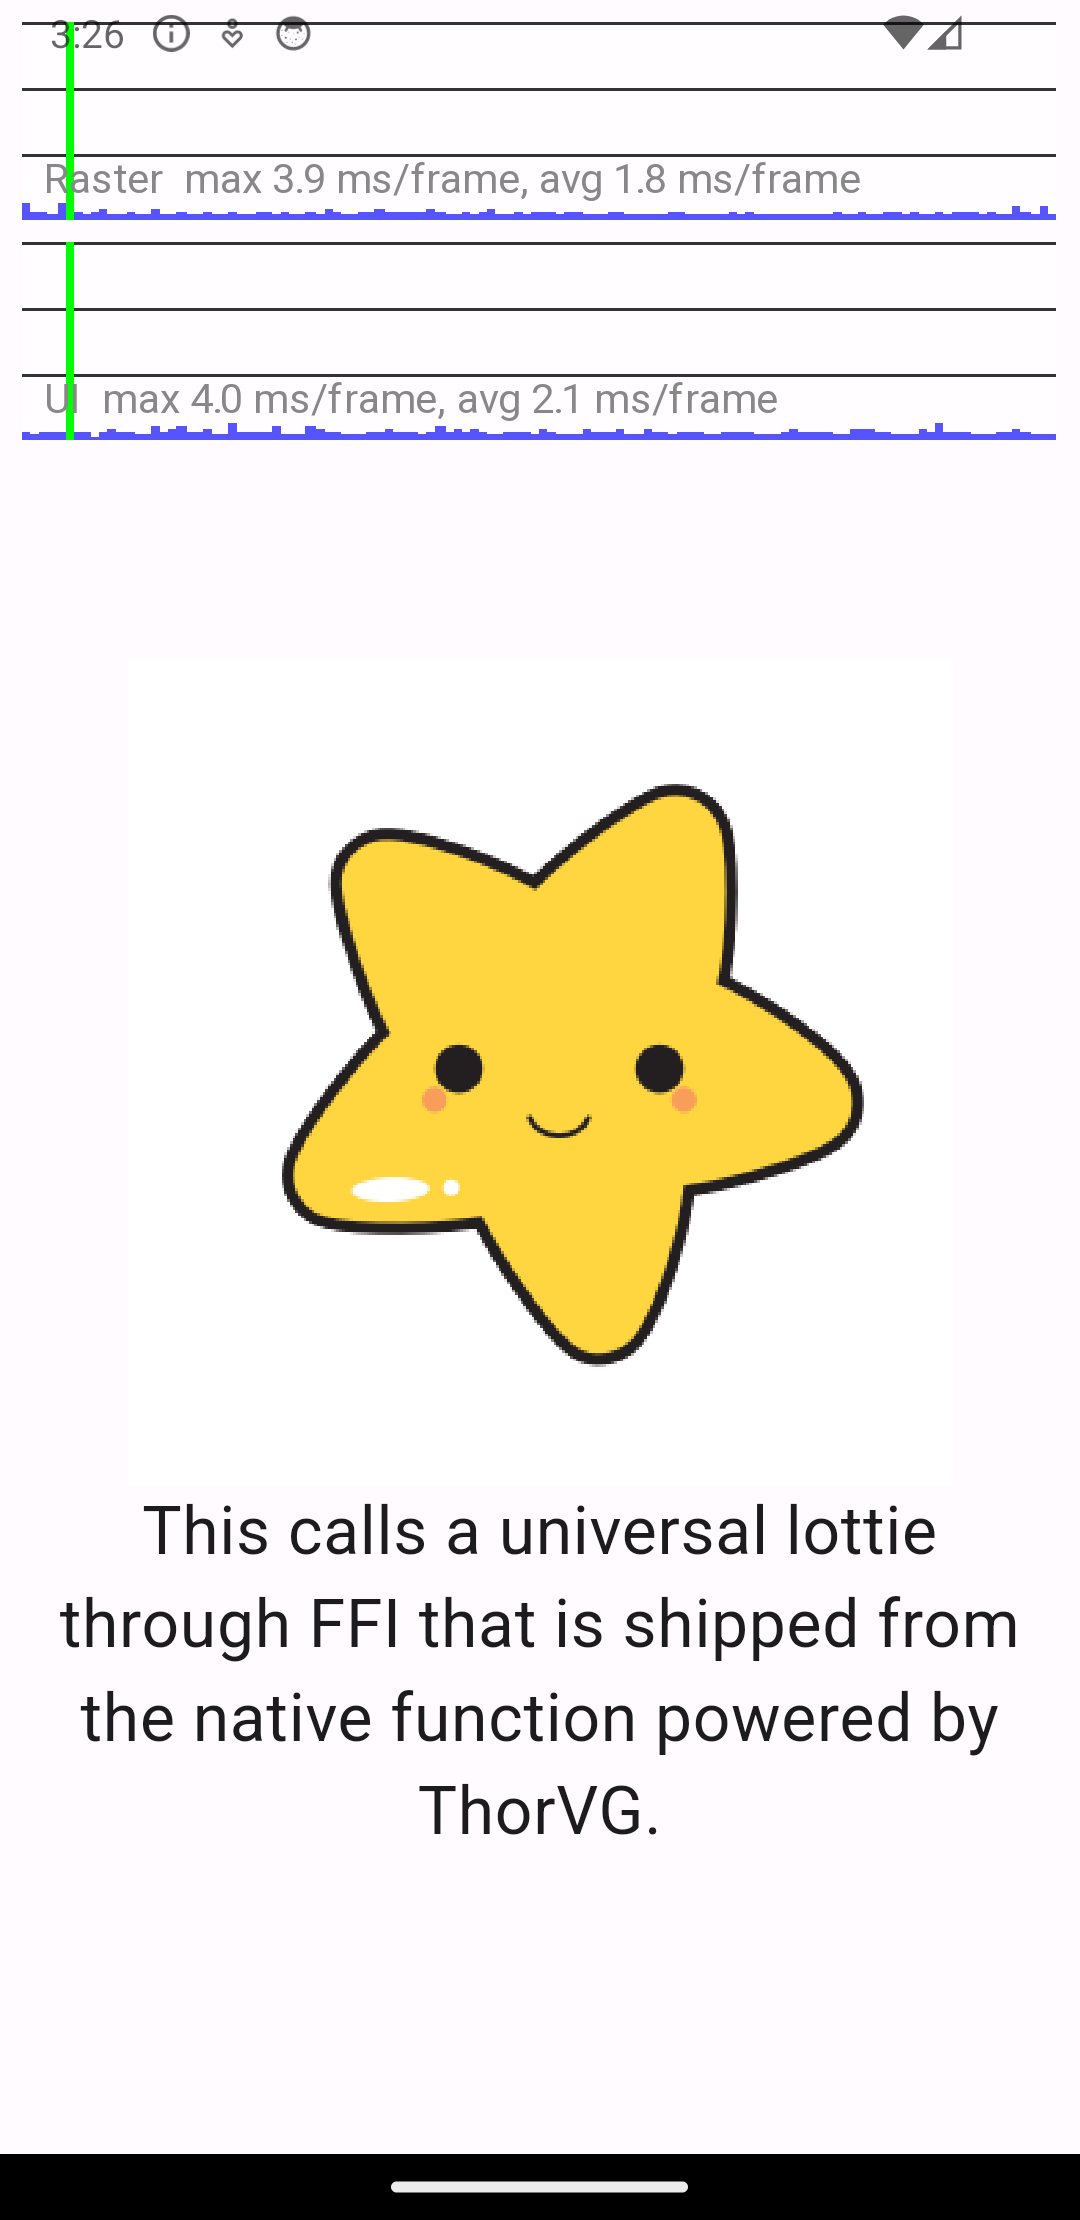 3:26
Raster max 3.9 ms/frame, avg 1.8 ms/frame
UI max 4.0 ms/frame, avg 2.1 ms/frame
This calls a universal lottie
through FFI that is shipped from
the native function powered by
ThorVG.